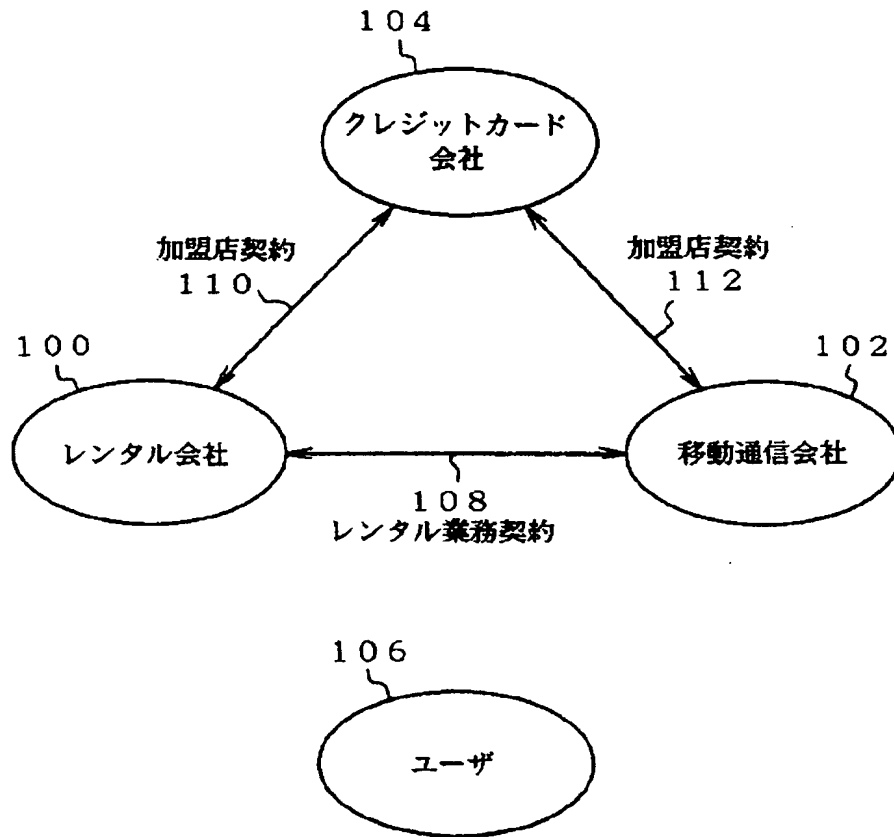 １０４
クレジットカード
会社
加盟店契約
１１０
加盟店契約
１１２
１００
レンタル会社
１０２
移動通信会社
１０８
レンタル業務契約
１０６
ユーザ